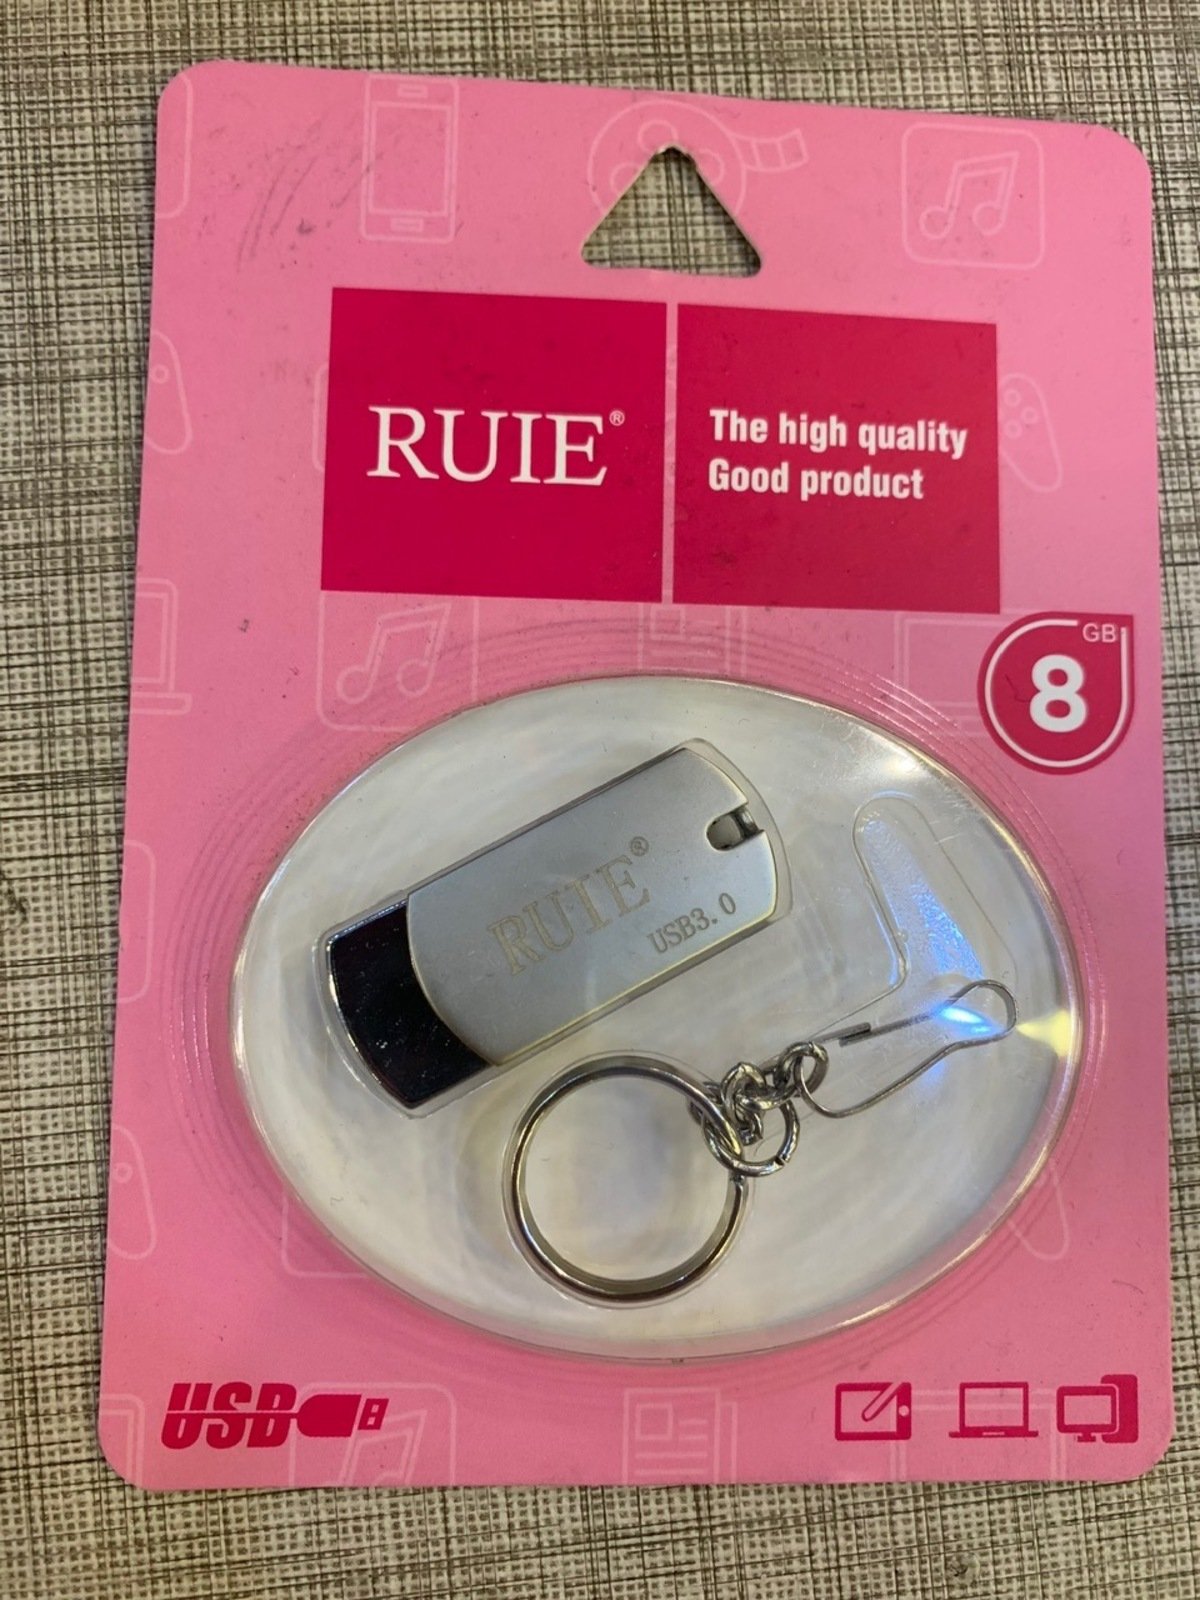 RUIE®
The high quality
Good product
GB
8
RUIE®
USB3.0
USB